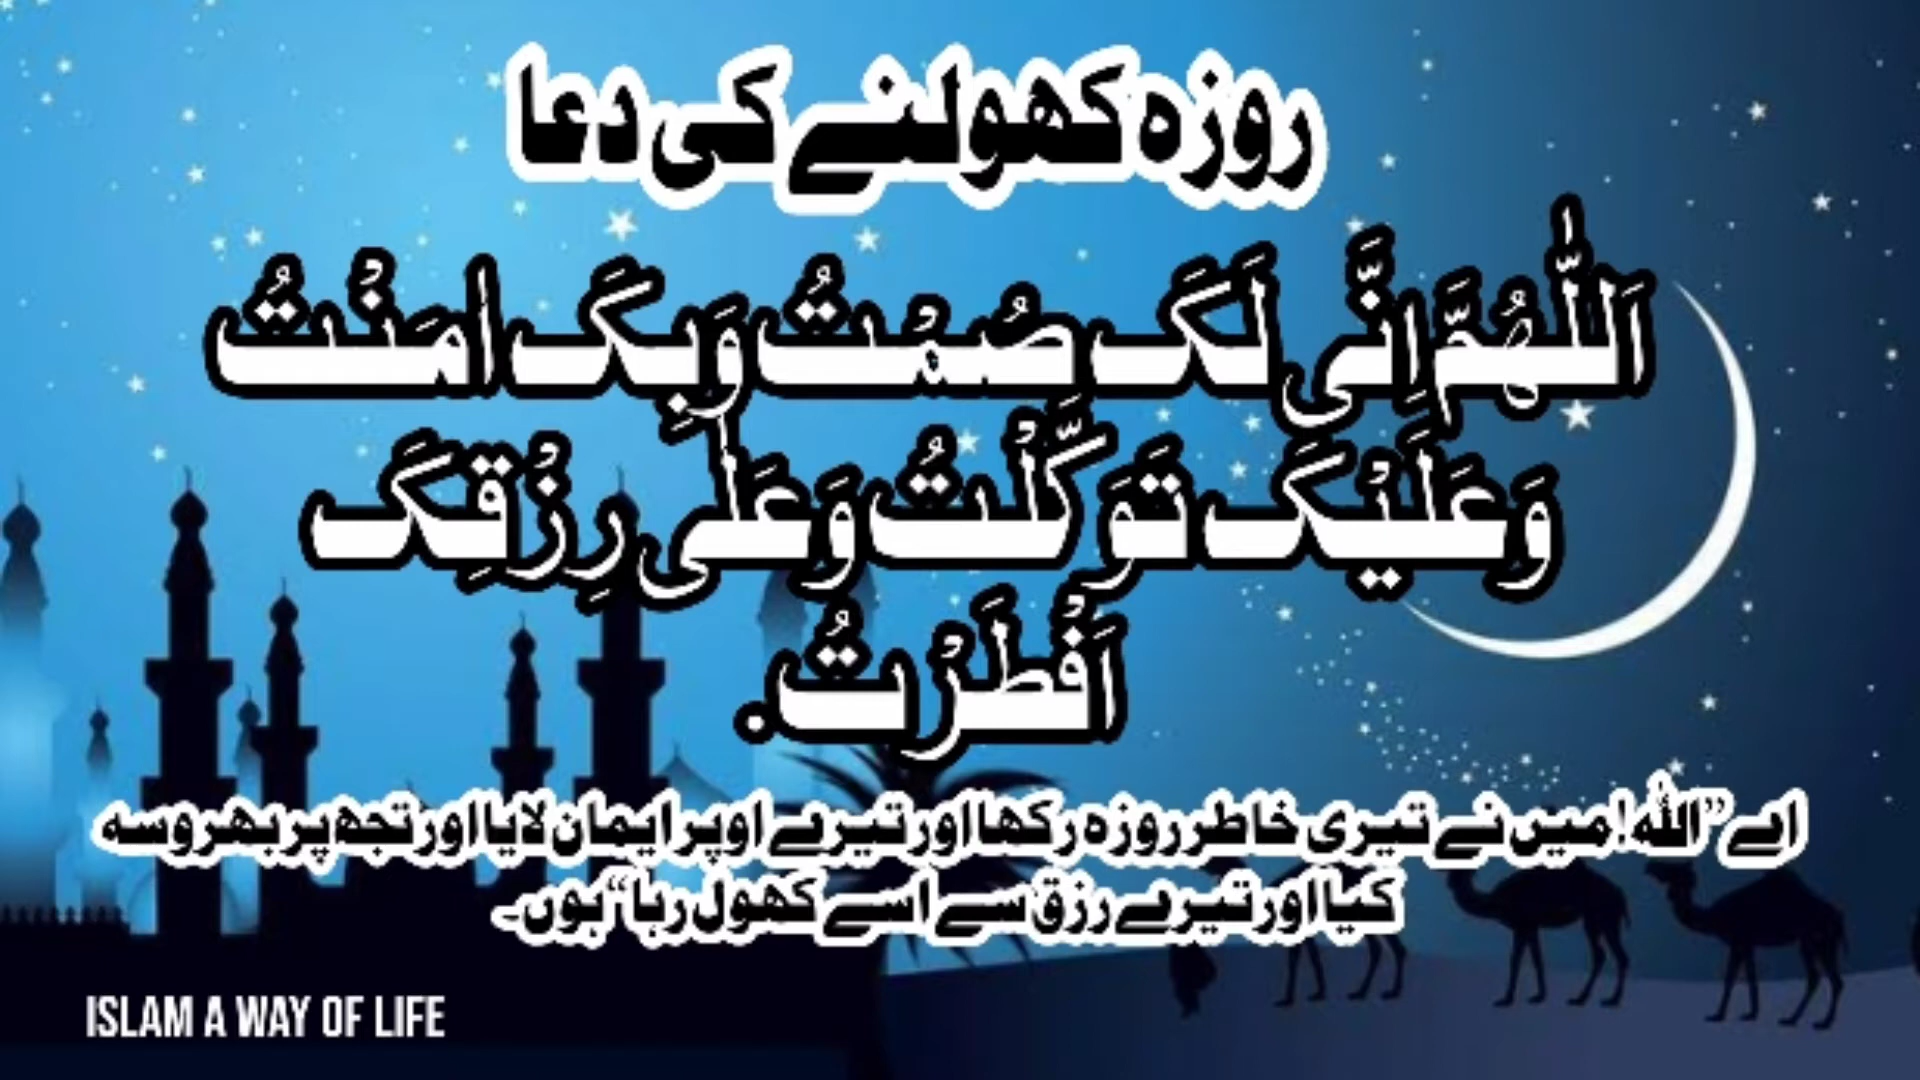 روزہ کھولنے کی دعا
اَللّٰهُمَّ اِنَّی لَکَ صُمْتُ وَبِکَ اٰمَنْتُ
وَعَلَیْکَ تَوَکَّلْتُ وَعَلٰی رِزْقِکَ
اَفْطَرْتُ.
اے ”اللہ! میں نے تیری خاطر روزہ رکھا اور تیرے اوپر ایمان لایا اور تجھ پر بھروسہ
کیا اور تیرے رزق سے اسے کھول رہا“ ہوں۔
ISLAM A WAY OF LIFE